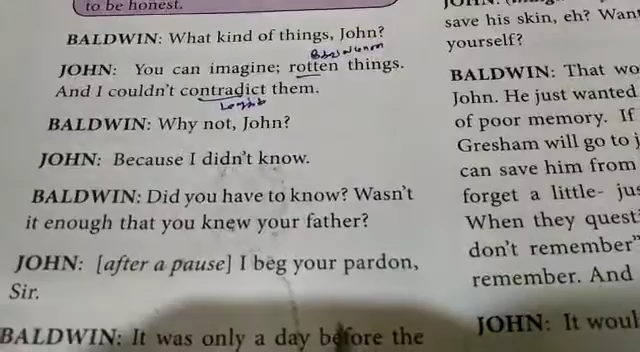 to be honest.
BALDWIN: What kind of things, John?
JOHN: You can imagine; rotten things.
And I couldn't contradict them.
BALDWIN: Why not, John?
JOHN: Because I didn't know.
BALDWIN: Did you have to know? Wasn't
it enough that you knew your father?
JOHN: [after a pause] I beg your pardon,
Sir.
BALDWIN: It was only a day before the
JOHN:
save his skin, eh? Want
yourself?
BALDWIN: That wo
John. He just wanted
of poor memory. If
Gresham will go to j
can save him from
forget a little- jus
When they questi
don't remember"
remember. And
JOHN: It woul